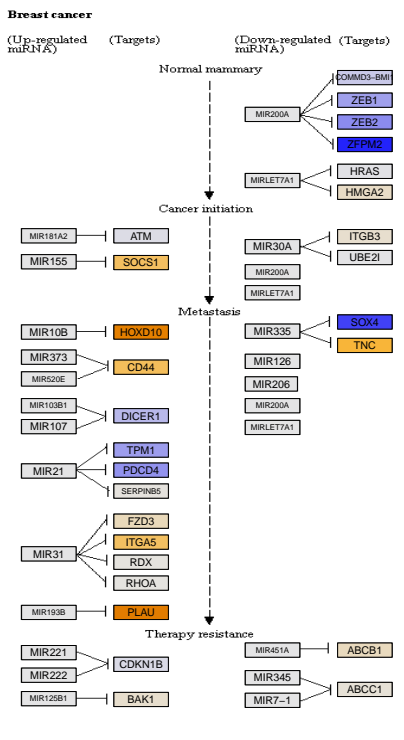 Breast cancer
(Up-regulated miRNA)
(Targets)
(Down-regulated miRNA)
(Targets)
Normal mammary
COMMD3-BMI1
ZEB1
MIR200A
ZEB2
ZFPM2
HRAS
MIRLET7A1
HMGA2
Cancer initiation
MIR181A2
ATM
MIR155
SOCS1
ITGB3
MIR30A
UBE2I
MIR200A
MIRLET7A1
Metastasis
MIR10B
HOXD10
MIR373
CD44
MIR520E
MIR103B1
DICER1
MIR107
TPM1
MIR21
PDCD4
SERPINB5
FZD3
ITGA5
MIR31
RDX
RHOA
MIR193B
PLAU
SOX4
MIR335
TNC
MIR126
MIR206
MIR200A
MIRLET7A1
Therapy resistance
MIR221
CDKN1B
MIR222
MIR125B1
BAK1
MIR451A
ABCB1
MIR345
ABCC1
MIR7-1